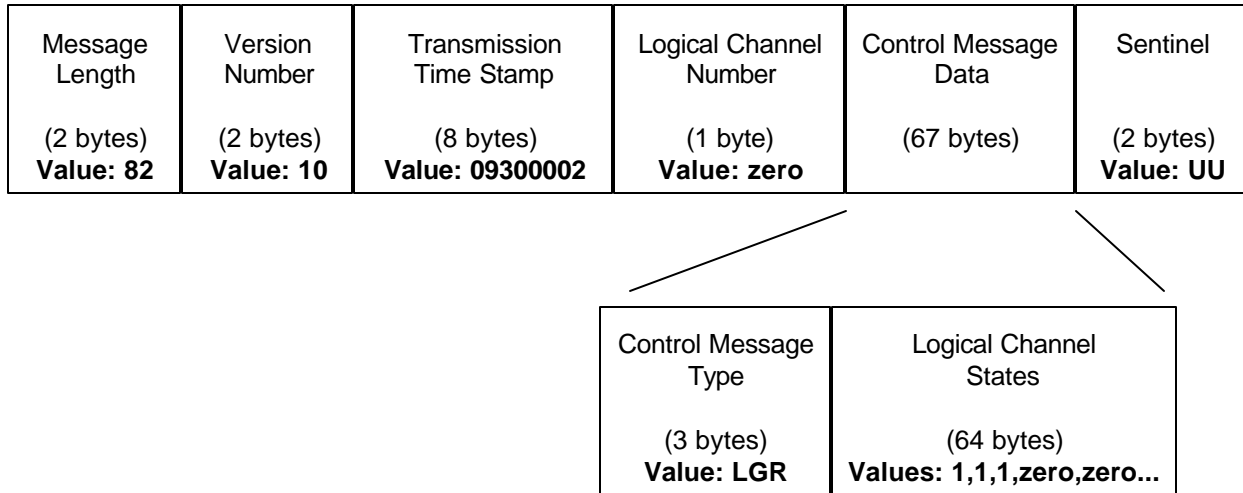 Message
Length
(2 bytes)
Value: 82
Version
Number
(2 bytes)
Value: 10
Transmission
Time Stamp
(8 bytes)
Value: 09300002
Logical Channel
Number
(1 byte)
Value: zero
Control Message
Data
(67 bytes)
Sentinel
(2 bytes)
Value: UU
Control Message
Type
(3 bytes)
Value: LGR
Logical Channel
States
(64 bytes)
Values: 1,1,1,zero,zero...